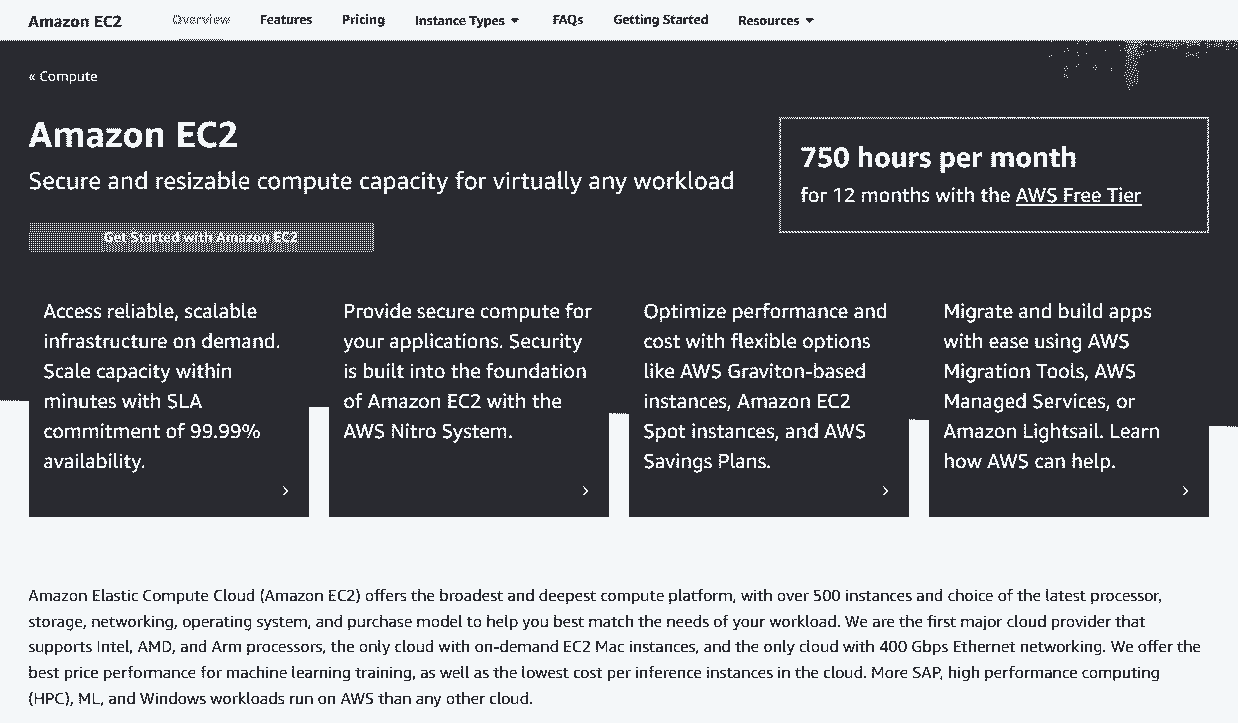 Amazon EC2 Overview Features Pricing Instance Types FAQs Getting Started Resources
« Compute
Amazon EC2
Secure and resizable compute capacity for virtually any workload
Get Started with Amazon EC2
750 hours per month
for 12 months with the AWS Free Tier
Access reliable, scalable
infrastructure on demand.
Scale capacity within
minutes with SLA
commitment of 99.99%
availability.
›
Provide secure compute for
your applications. Security
is built into the foundation
of Amazon EC2 with the
AWS Nitro System.
›
Optimize performance and
cost with flexible options
like AWS Graviton-based
instances, Amazon EC2
Spot instances, and AWS
Savings Plans.
›
Migrate and build apps
with ease using AWS
Migration Tools, AWS
Managed Services, or
Amazon Lightsail. Learn
how AWS can help.
›
Amazon Elastic Compute Cloud (Amazon EC2) offers the broadest and deepest compute platform, with over 500 instances and choice of the latest processor,
storage, networking, operating system, and purchase model to help you best match the needs of your workload. We are the first major cloud provider that
supports Intel, AMD, and Arm processors, the only cloud with on-demand EC2 Mac instances, and the only cloud with 400 Gbps Ethernet networking. We offer the
best price performance for machine learning training, as well as the lowest cost per inference instances in the cloud. More SAP, high performance computing
(HPC), ML, and Windows workloads run on AWS than any other cloud.